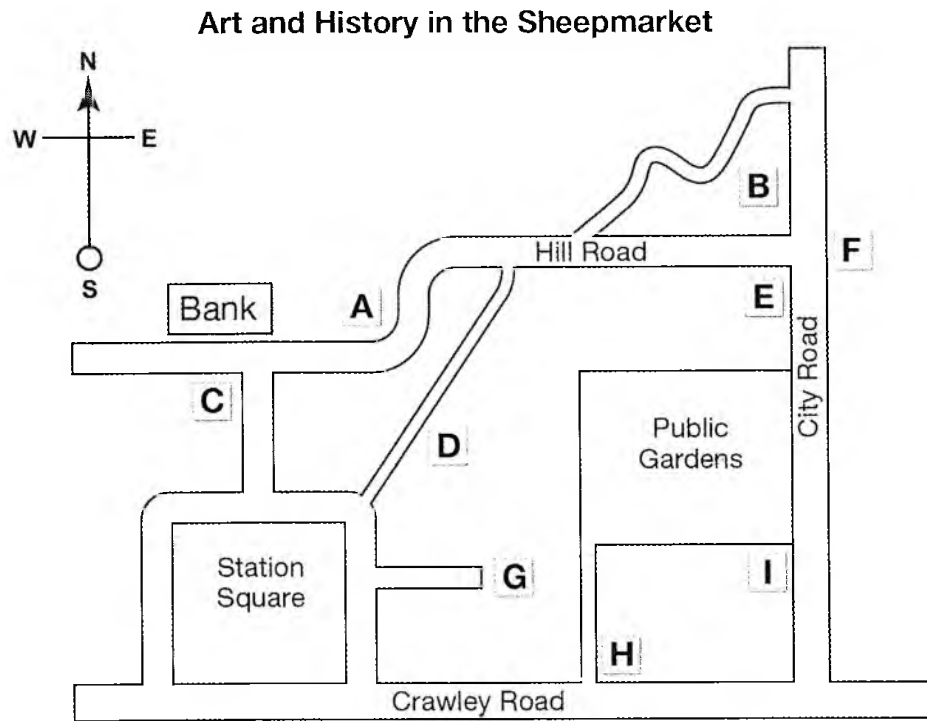 Art and History in the Sheepmarket
N
W
E
S
B
Hill Road
F
A
E
Bank
C
City Road
D
Public
Gardens
Station
Square
G
I
H
Crawley Road